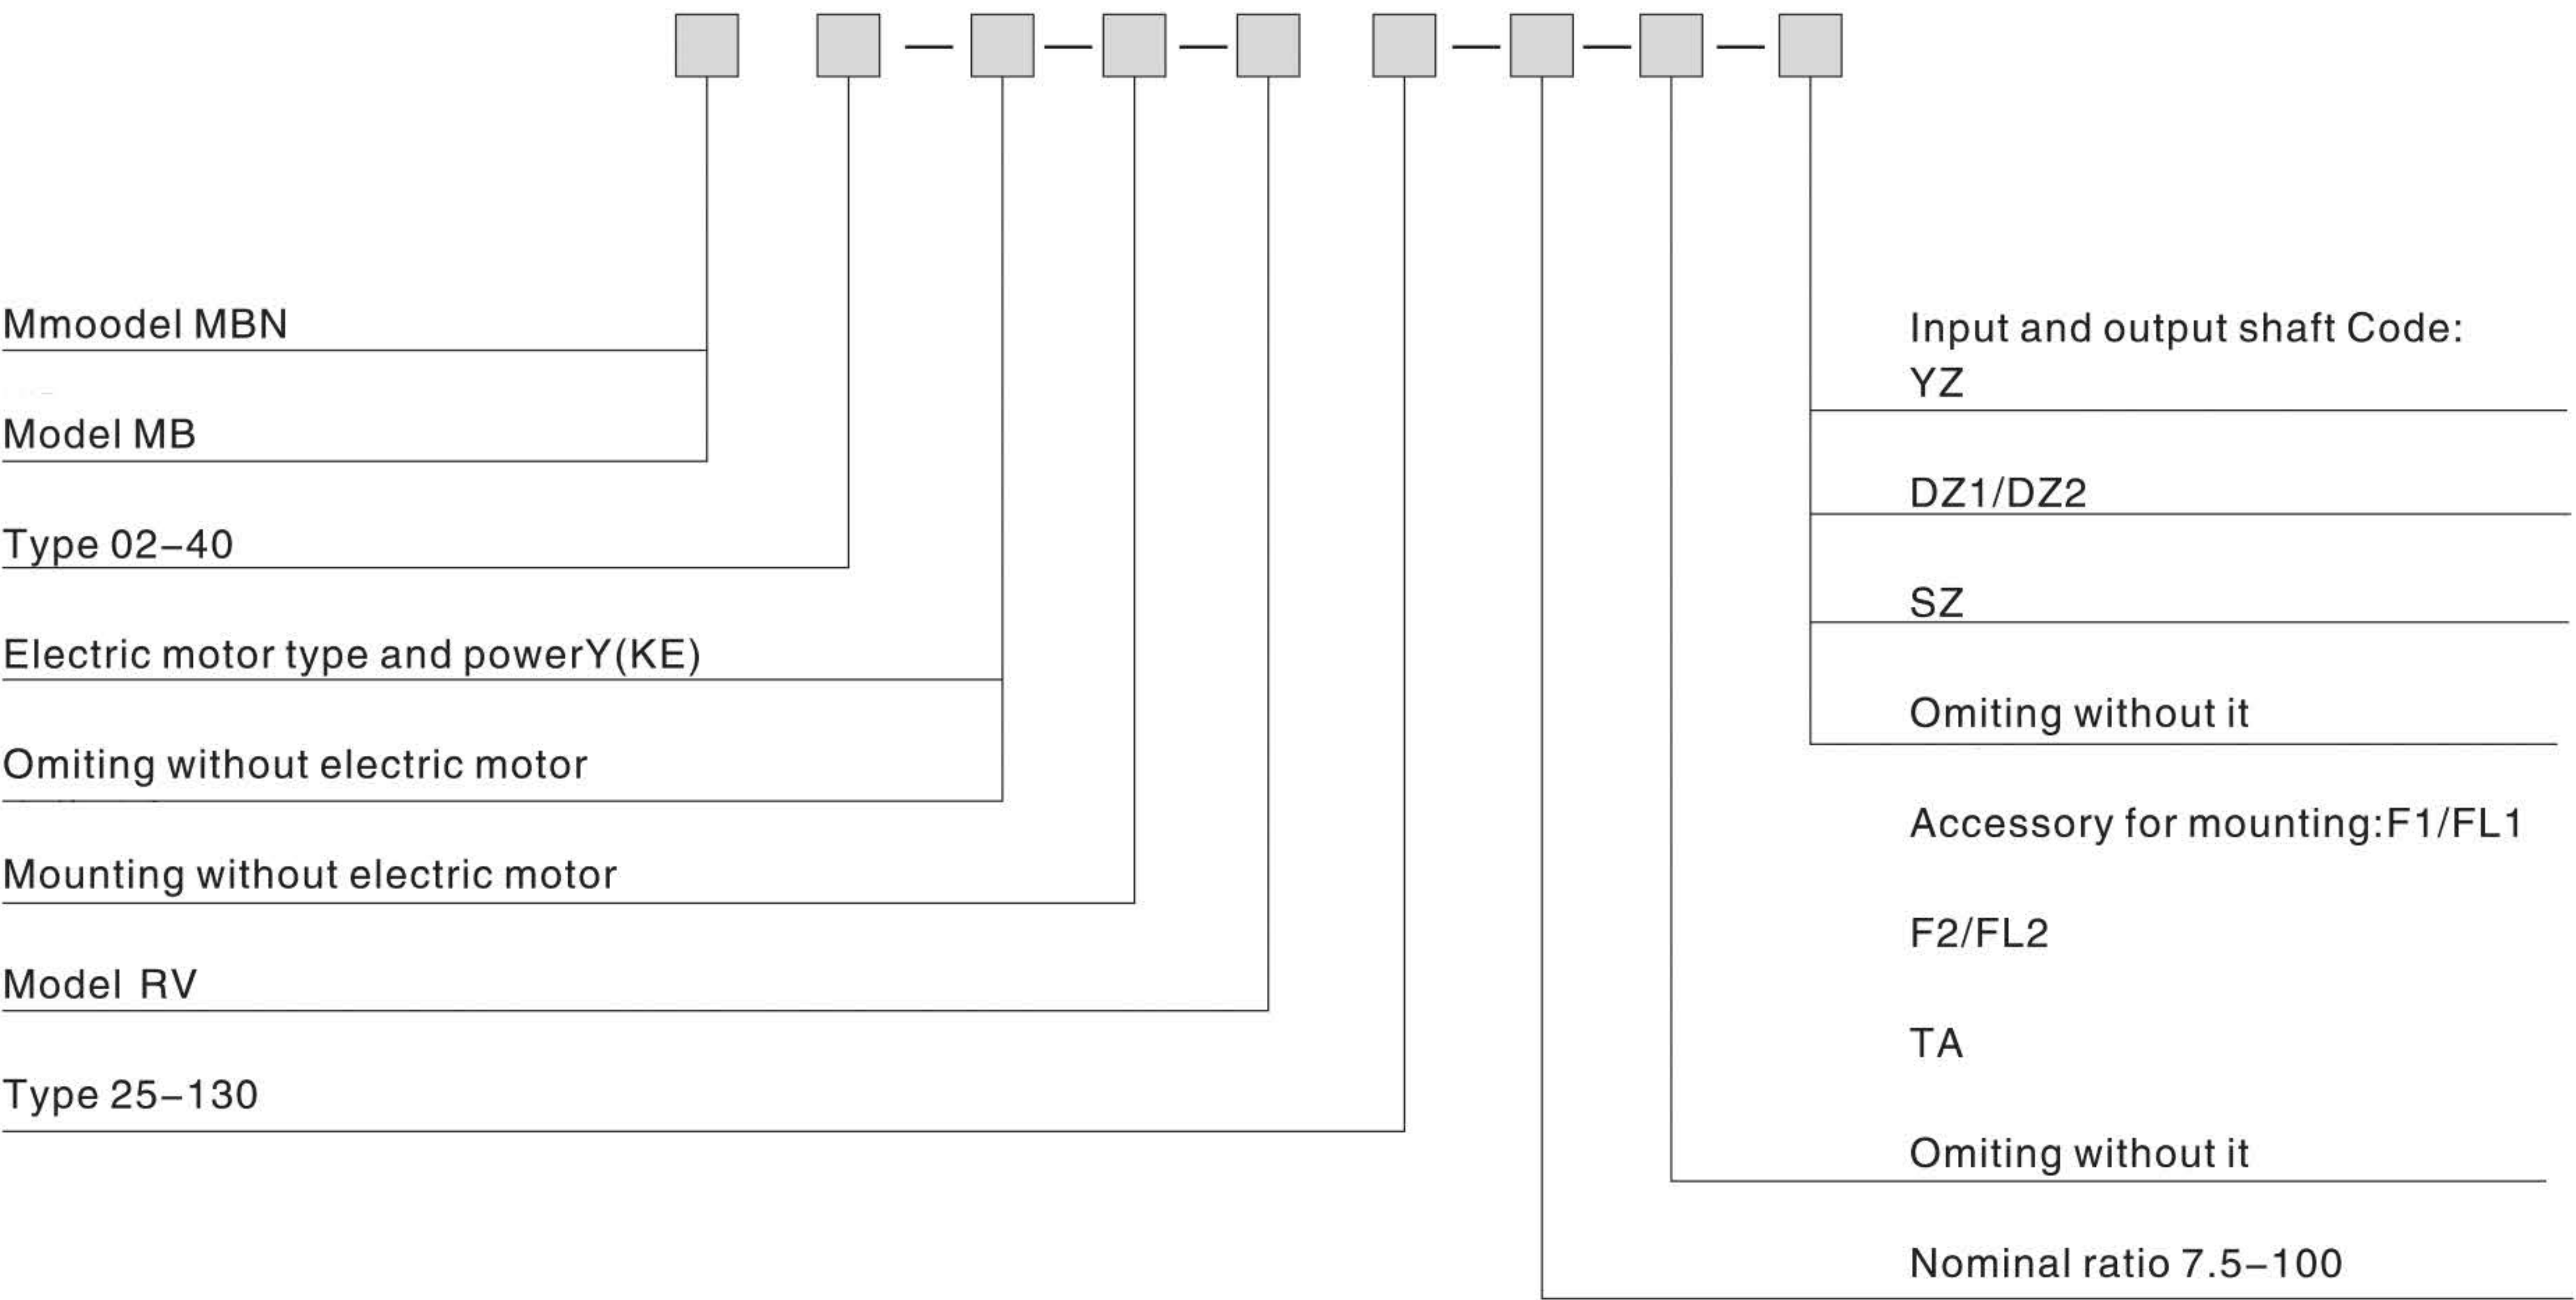 Mmoodel MBN
Model MB
Type 02–40
Electric motor type and powerY(KE)
Omiting without electric motor
Mounting without electric motor
Model RV
Type 25–130
Input and output shaft Code:
YZ
DZ1/DZ2
SZ
Omiting without it
Accessory for mounting:F1/FL1
F2/FL2
TA
Omiting without it
Nominal ratio 7.5–100